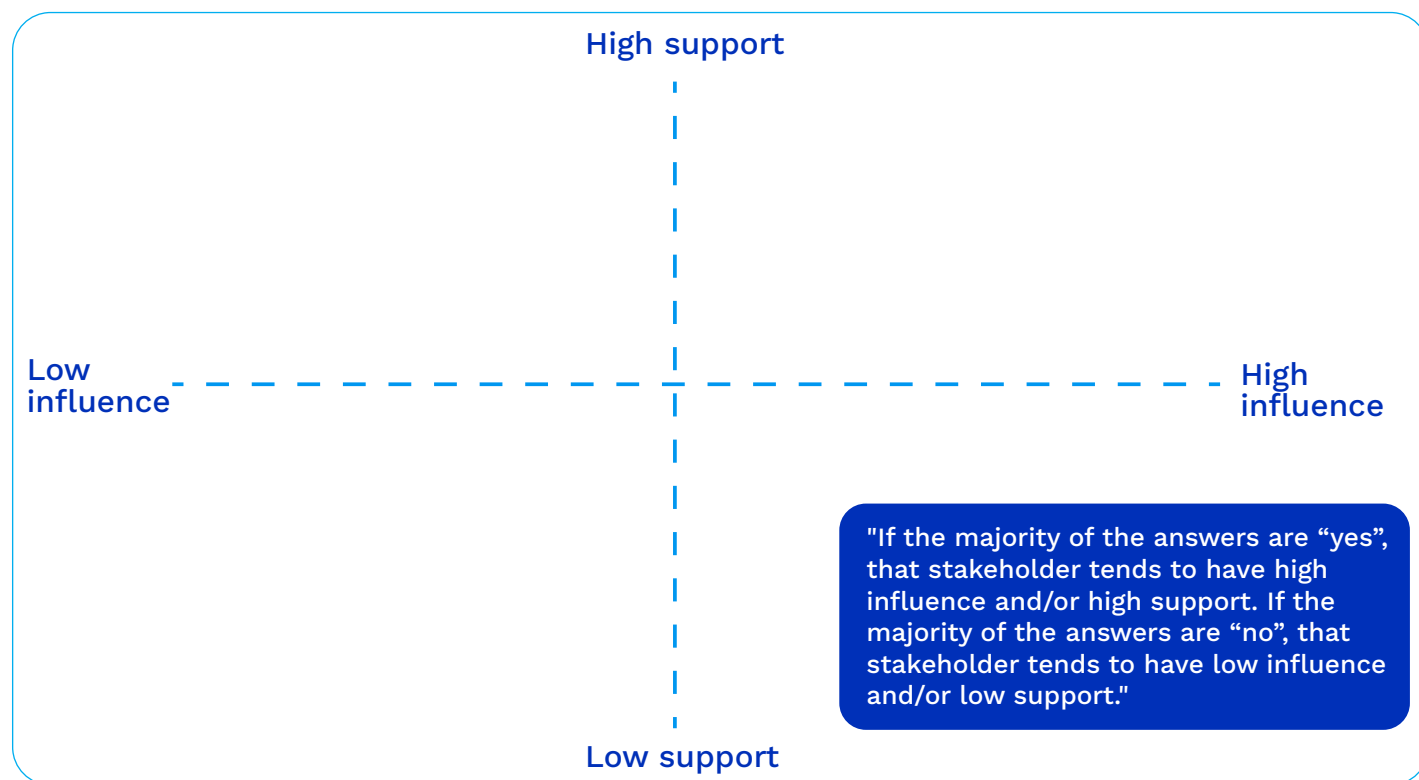 High support
Low
influence
High
influence
"If the majority of the answers are “yes”,
that stakeholder tends to have high
influence and/or high support. If the
majority of the answers are “no”, that
stakeholder tends to have low influence
and/or low support."
Low support